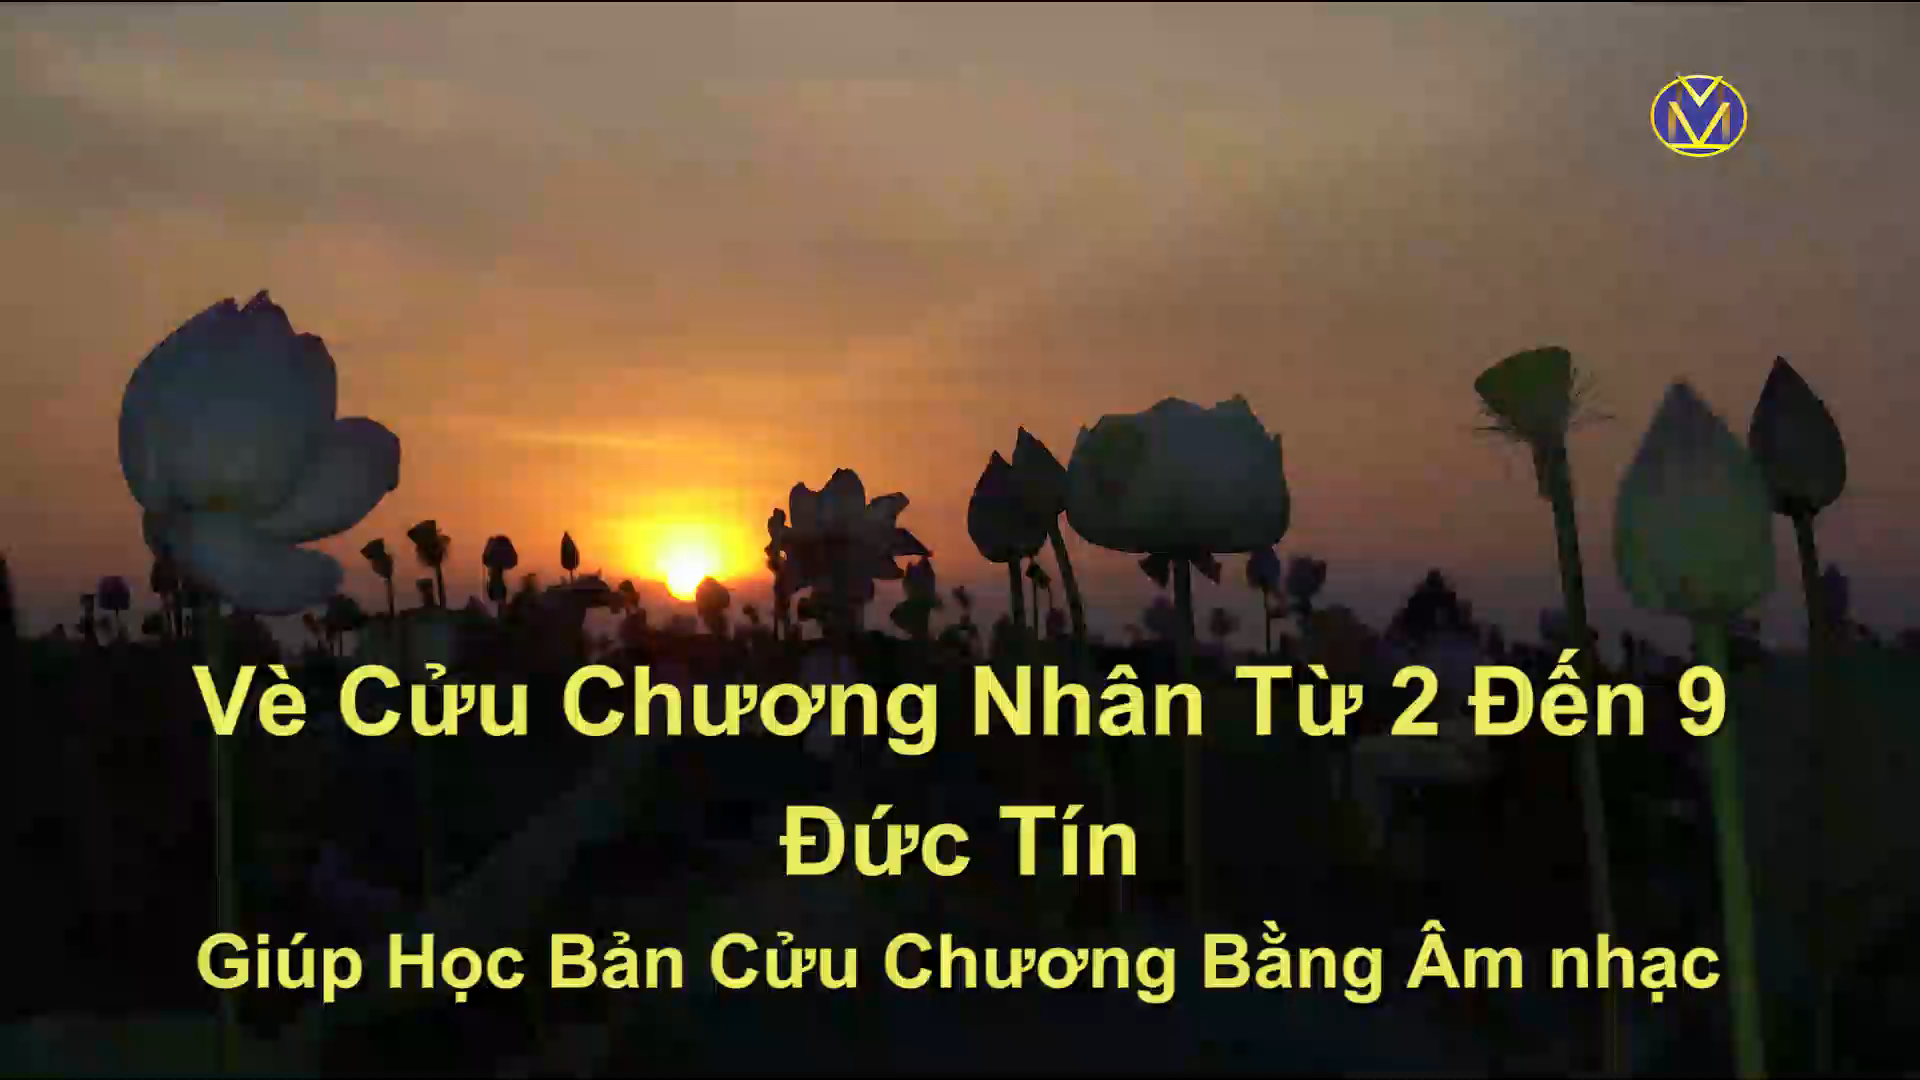 Vè Cửu Chương Nhân Từ 2 Đến 9
Đức Tín
Giúp Học Bản Cửu Chương Bằng Âm nhạc